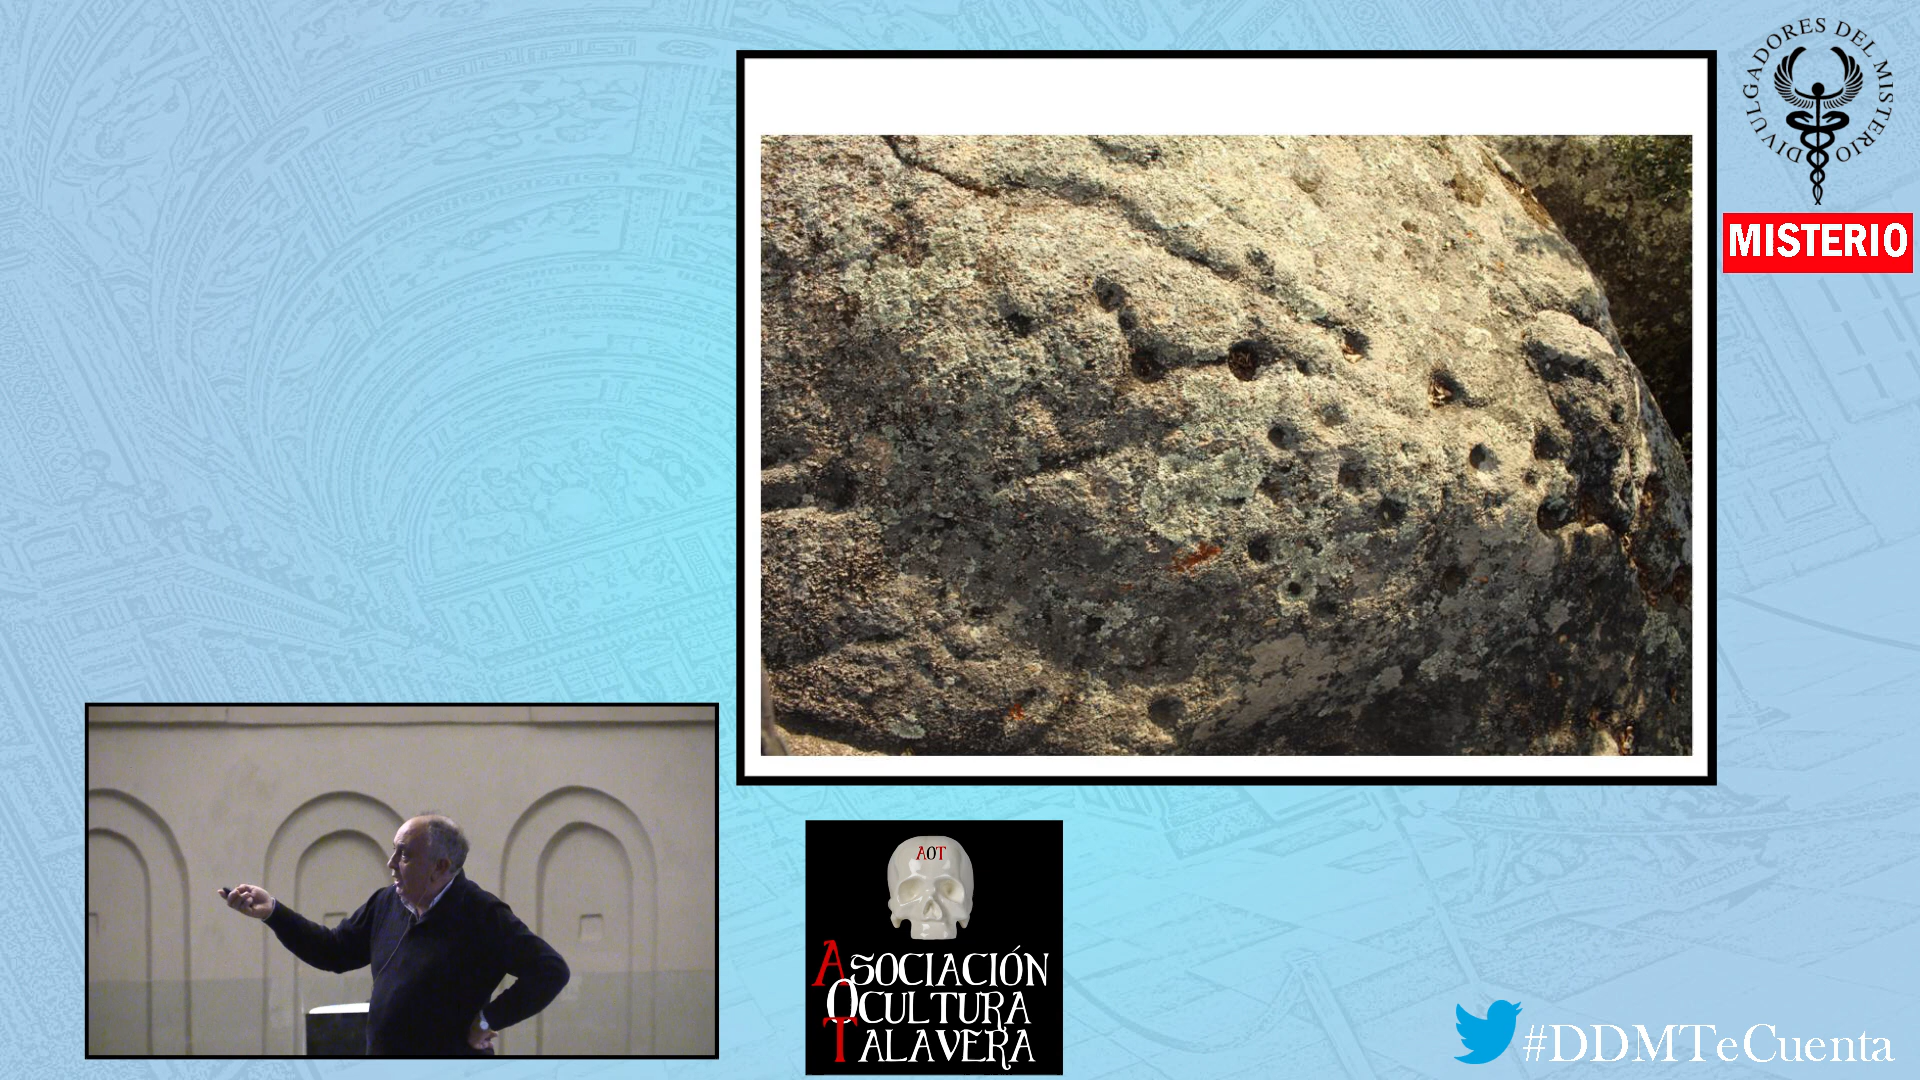 DIVULGADORES DEL MISTERIO
MISTERIO
AOT
ASOCIACIÓN
OCULTURA
TALAVERA
#DDMTeCuenta